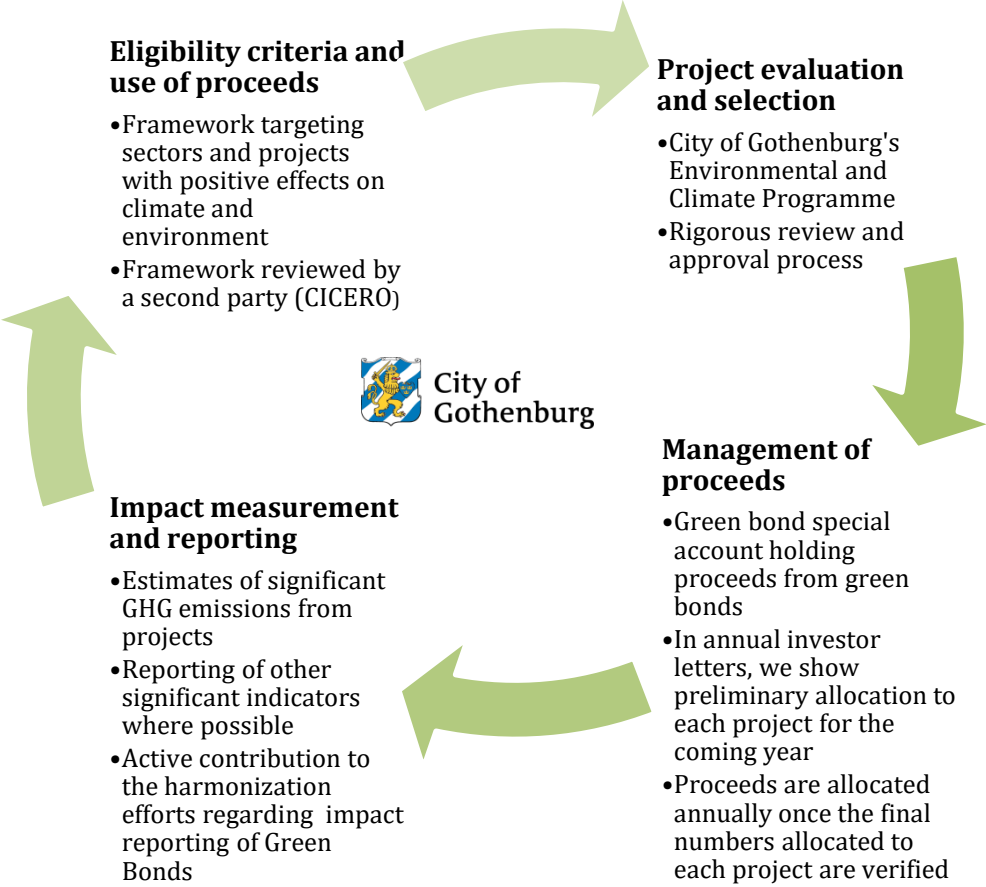 Eligibility criteria and
use of proceeds
•Framework targeting
sectors and projects
with positive effects on
climate and
environment
•Framework reviewed by
a second party (CICERO)
Project evaluation
and selection
•City of Gothenburg's
Environmental and
Climate Programme
•Rigorous review and
approval process
City of
Gothenburg
Management of
proceeds
•Green bond special
account holding
proceeds from green
bonds
•In annual investor
letters, we show
preliminary allocation to
each project for the
coming year
•Proceeds are allocated
annually once the final
numbers allocated to
each project are verified
Impact measurement
and reporting
•Estimates of significant
GHG emissions from
projects
•Reporting of other
significant indicators
where possible
•Active contribution to
the harmonization
efforts regarding  impact
reporting of Green
Bonds